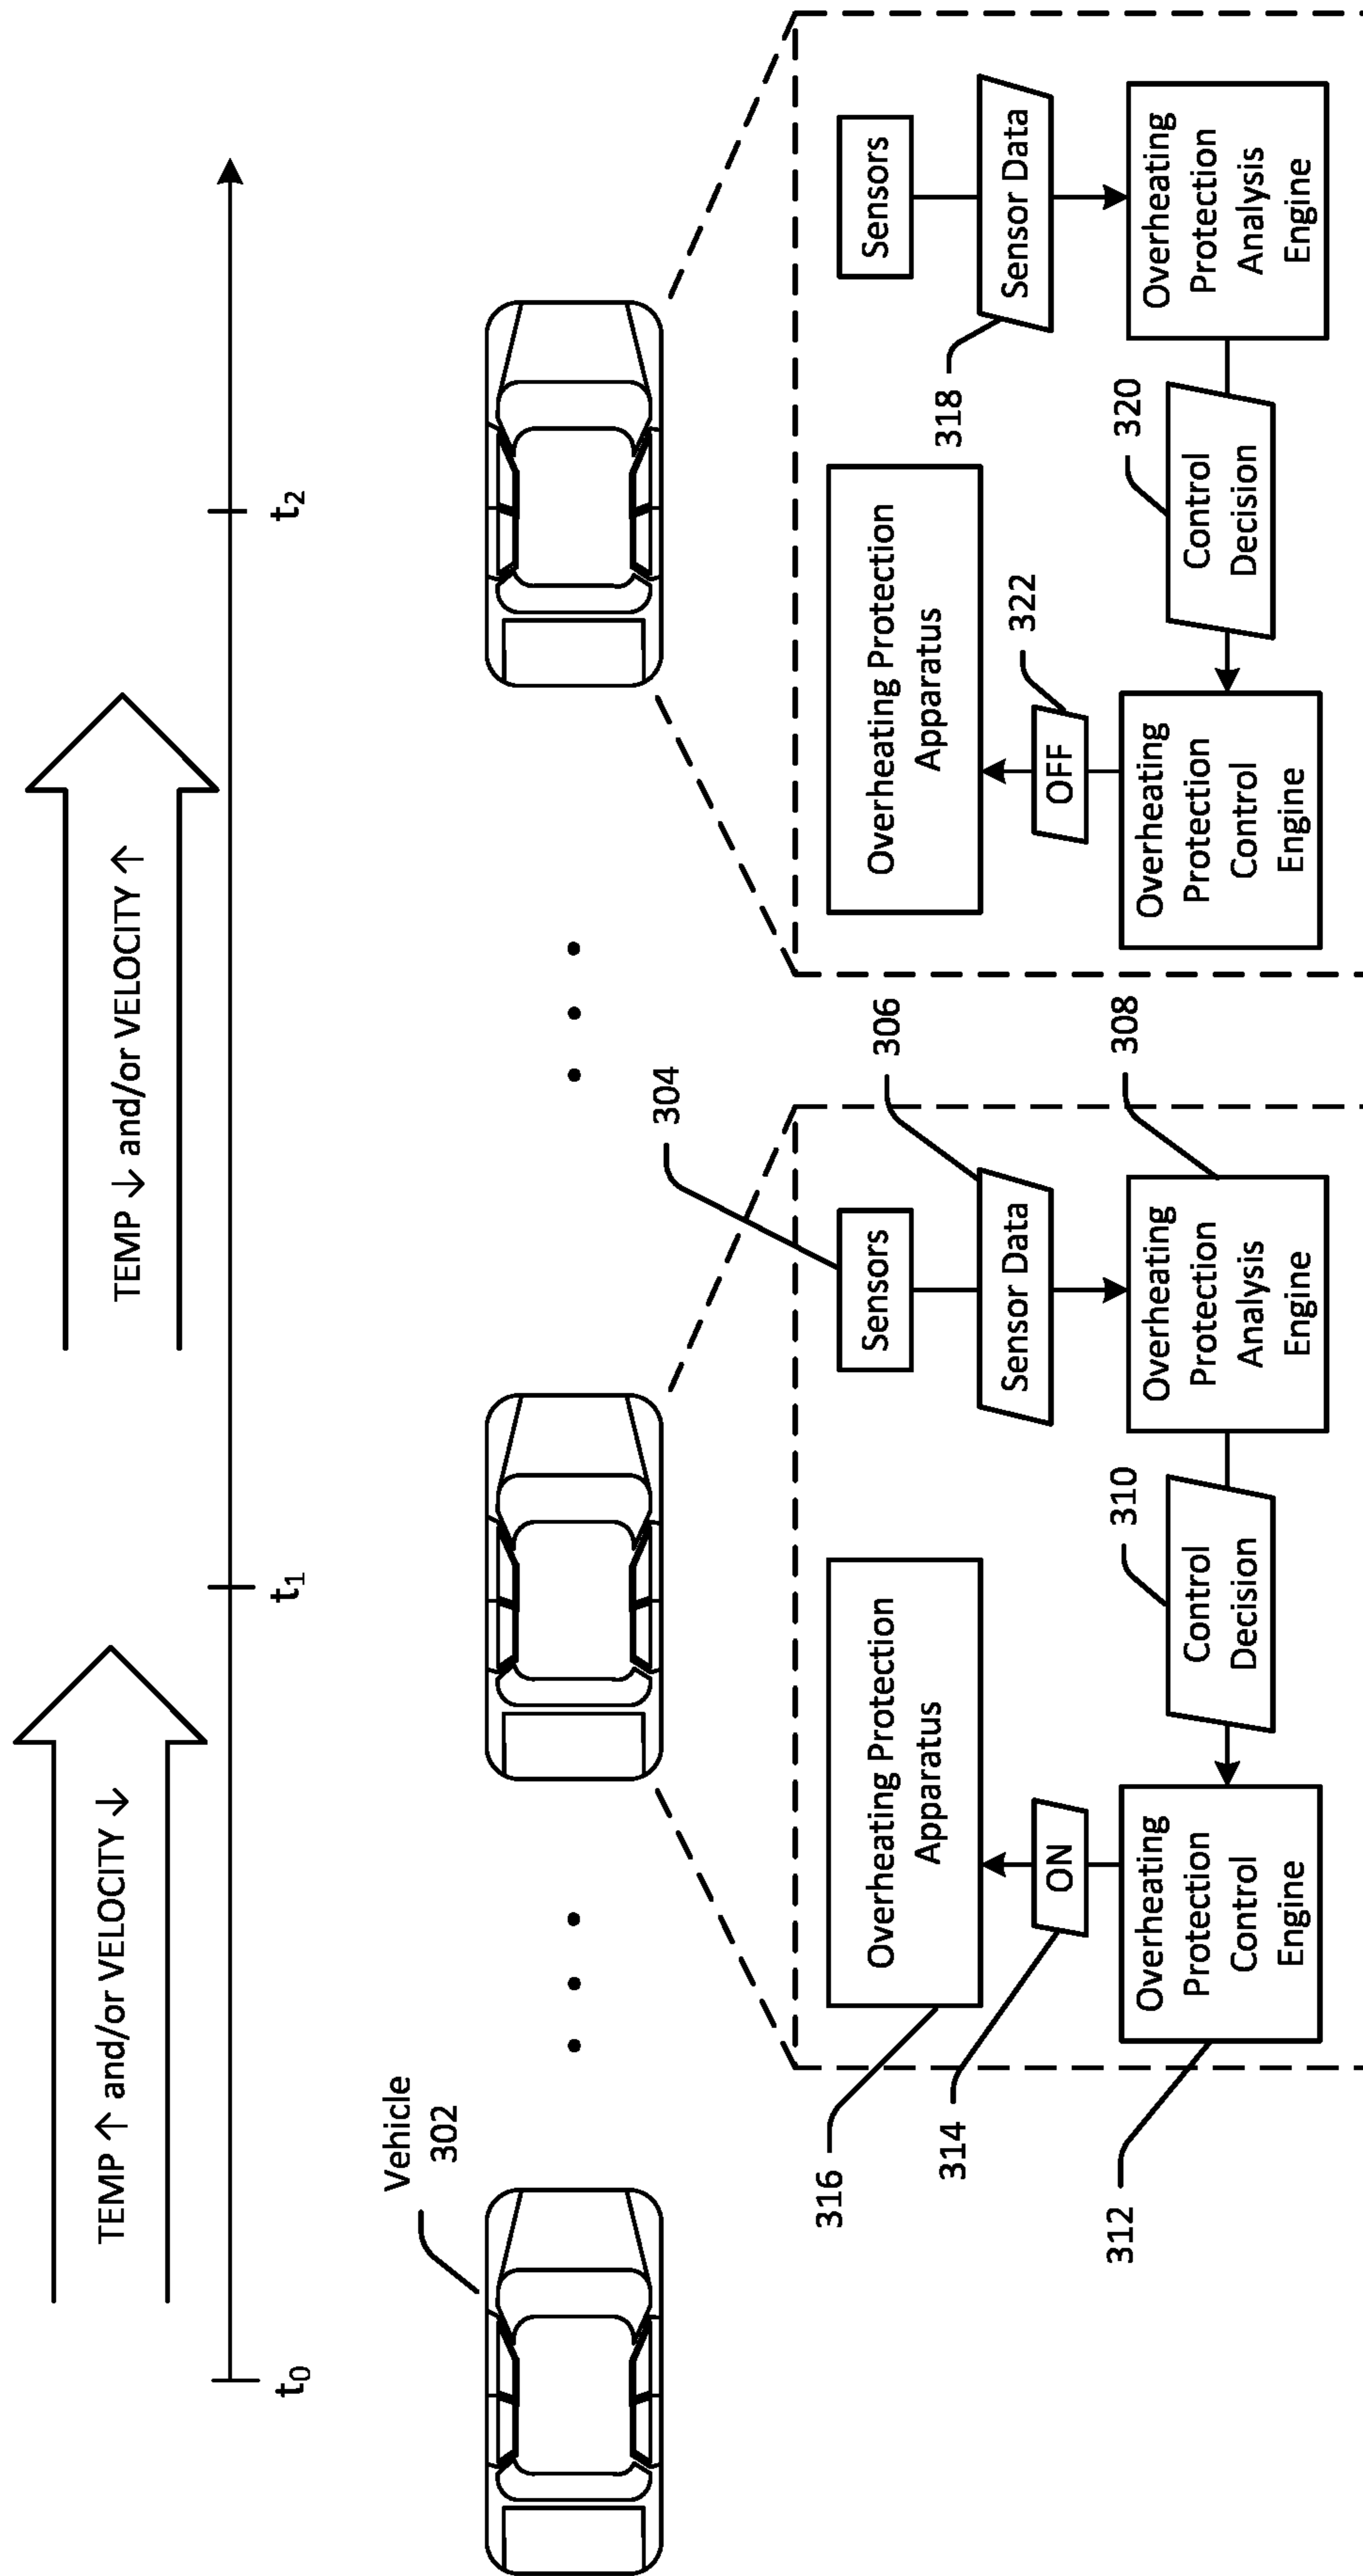 TEMP ↑ and/or VELOCITY ↓
TEMP ↓ and/or VELOCITY ↑
t0
t1
t2
Vehicle
302
304
Sensors
306
Sensor Data
308
Overheating
Protection
Analysis
Engine
310
Control
Decision
312
Overheating
Protection
Control
Engine
314
ON
316
Overheating Protection
Apparatus
Sensors
318
Sensor Data
Overheating
Protection
Analysis
Engine
320
Control
Decision
Overheating
Protection
Control
Engine
322
OFF
Overheating Protection
Apparatus